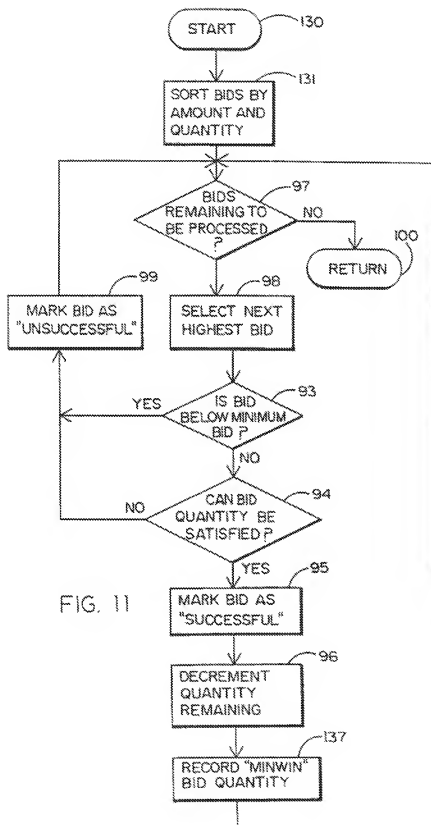 START
130
131
SORT BIDS BY
AMOUNT AND
QUANTITY
97
BIDS
REMAINING TO
BE PROCESSED
?
NO
100
RETURN
99
MARK BID AS
"UNSUCCESSFUL"
98
SELECT NEXT
HIGHEST BID
93
YES
IS BID
BELOW MINIMUM
BID ?
NO
94
NO
CAN BID
QUANTITY BE
SATISFIED?
YES
95
FIG. 11
MARK BID AS
"SUCCESSFUL"
96
DECREMENT
QUANTITY
REMAINING
137
RECORD "MINWIN"
BID QUANTITY